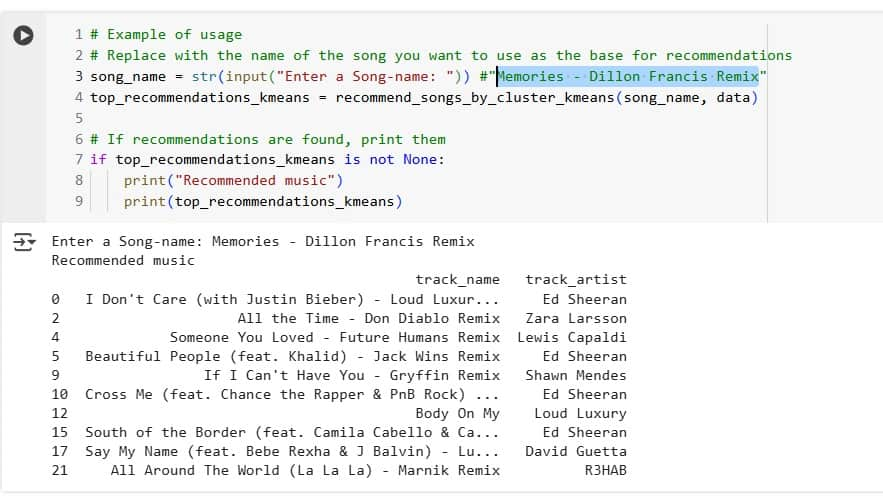 1 # Example of usage
2 # Replace with the name of the song you want to use as the base for recommendations
3 song_name = str(input("Enter a Song-name: ")) #"Memories - Dillon Francis Remix"
4 top_recommendations_kmeans = recommend_songs_by_cluster_kmeans(song_name, data)
5
6 # If recommendations are found, print them
7 if top_recommendations_kmeans is not None:
8     print("Recommended music")
9     print(top_recommendations_kmeans)
Enter a Song-name: Memories - Dillon Francis Remix
Recommended music
track_name track_artist
0 I Don't Care (with Justin Bieber) - Loud Luxur... Ed Sheeran
2 All the Time - Don Diablo Remix Zara Larsson
4 Someone You Loved - Future Humans Remix Lewis Capaldi
5 Beautiful People (feat. Khalid) - Jack Wins Remix Ed Sheeran
9 If I Can't Have You - Gryffin Remix Shawn Mendes
10 Cross Me (feat. Chance the Rapper & PnB Rock) ... Ed Sheeran
12 Body On My Loud Luxury
15 South of the Border (feat. Camila Cabello & Ca... Ed Sheeran
17 Say My Name (feat. Bebe Rexha & J Balvin) - Lu... David Guetta
21 All Around The World (La La La) - Marnik Remix R3HAB